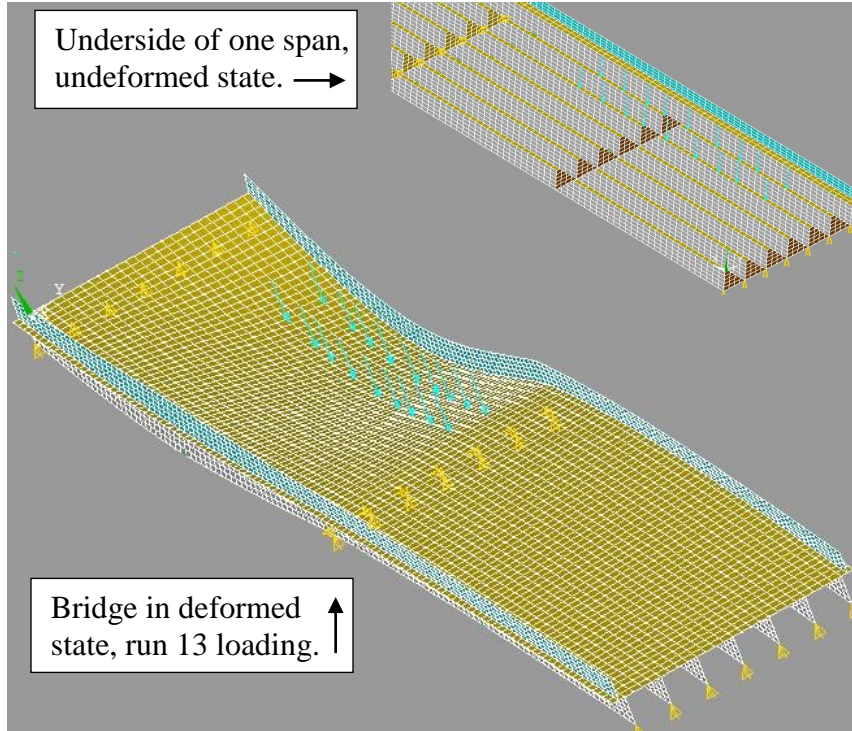 Underside of one span,
undeformed state.
Z
Y
Bridge in deformed
state, run 13 loading.